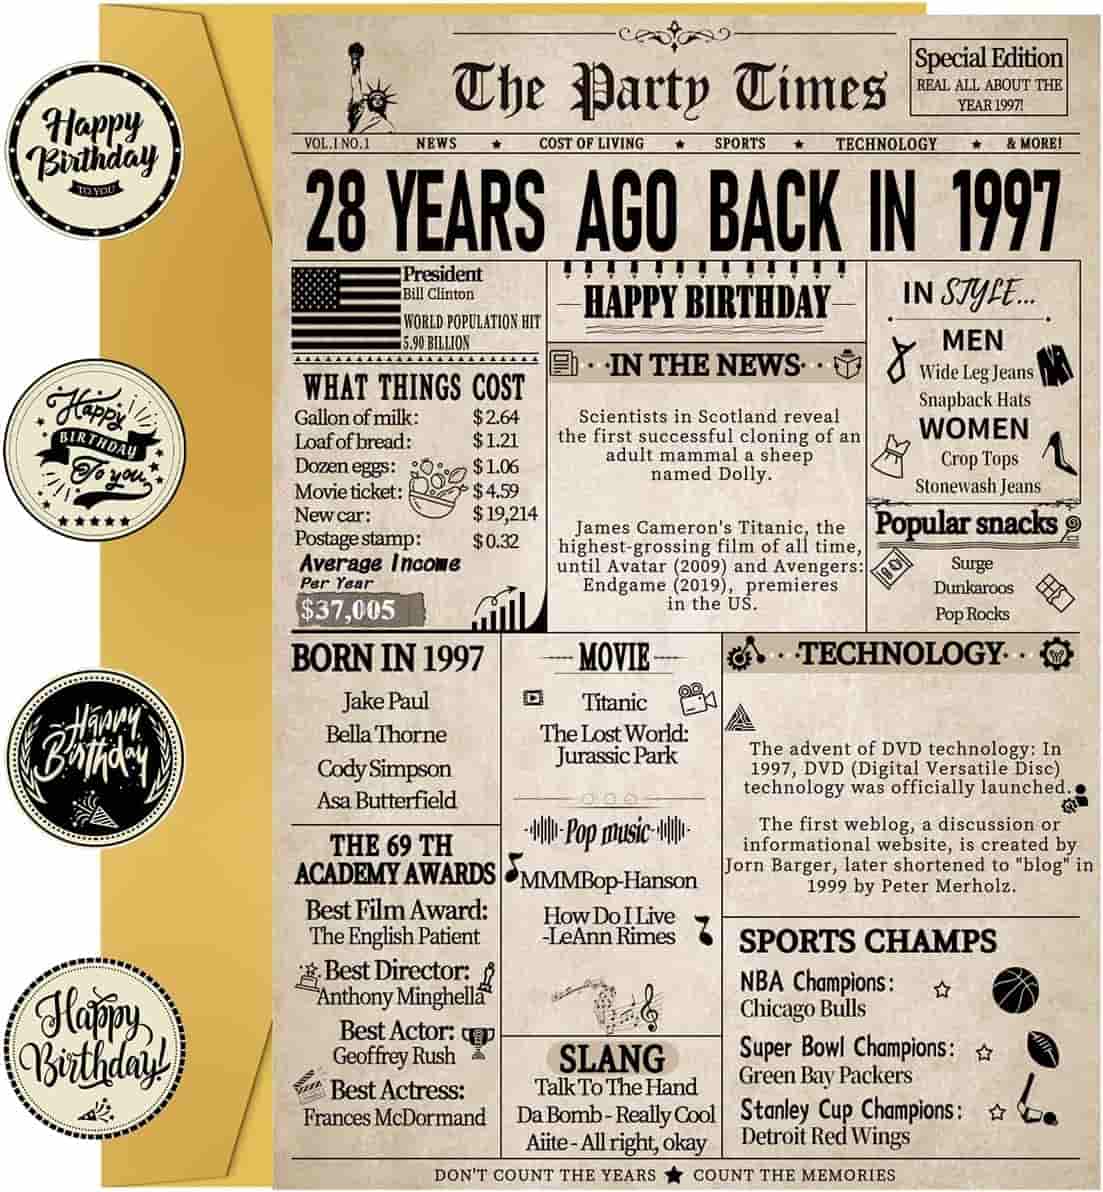 Happy
Birthday
TO YOU
Happy
BIRTHDAY
To you
Happy
Birthday
Happy
Birthday!
The Party Times
Special Edition
REAL ALL ABOUT THE
YEAR 1997!
VOL.1 NO.1 NEWS ★ COST OF LIVING ★ SPORTS ★ TECHNOLOGY ★ & MORE!
28 YEARS AGO BACK IN 1997
President
Bill Clinton
WORLD POPULATION HIT
5.90 BILLION
WHAT THINGS COST
Gallon of milk: $2.64
Loaf of bread: $1.21
Dozen eggs: $1.06
Movie ticket: $4.59
New car: $19,214
Postage stamp: $0.32
Average Income
Per Year
$37,005
HAPPY BIRTHDAY
IN THE NEWS
Scientists in Scotland reveal
the first successful cloning of an
adult mammal a sheep
named Dolly.
James Cameron's Titanic, the
highest-grossing film of all time,
until Avatar (2009) and Avengers:
Endgame (2019), premieres
in the US.
IN STYLE...
MEN
Wide Leg Jeans
Snapback Hats
WOMEN
Crop Tops
Stonewash Jeans
Popular snacks
Surge
Dunkaroos
Pop Rocks
BORN IN 1997
Jake Paul
Bella Thorne
Cody Simpson
Asa Butterfield
THE 69 TH
ACADEMY AWARDS
Best Film Award:
The English Patient
Best Director:
Anthony Minghella
Best Actor:
Geoffrey Rush
Best Actress:
Frances McDormand
MOVIE
Titanic
The Lost World:
Jurassic Park
Pop music
MMMBop-Hanson
How Do I Live
-LeAnn Rimes
SLANG
Talk To The Hand
Da Bomb - Really Cool
Aiite - All right, okay
TECHNOLOGY
The advent of DVD technology: In
1997, DVD (Digital Versatile Disc)
technology was officially launched.
The first weblog, a discussion or
informational website, is created by
Jorn Barger, later shortened to "blog" in
1999 by Peter Merholz.
SPORTS CHAMPS
NBA Champions:
Chicago Bulls
Super Bowl Champions:
Green Bay Packers
Stanley Cup Champions:
Detroit Red Wings
DON'T COUNT THE YEARS ★ COUNT THE MEMORIES